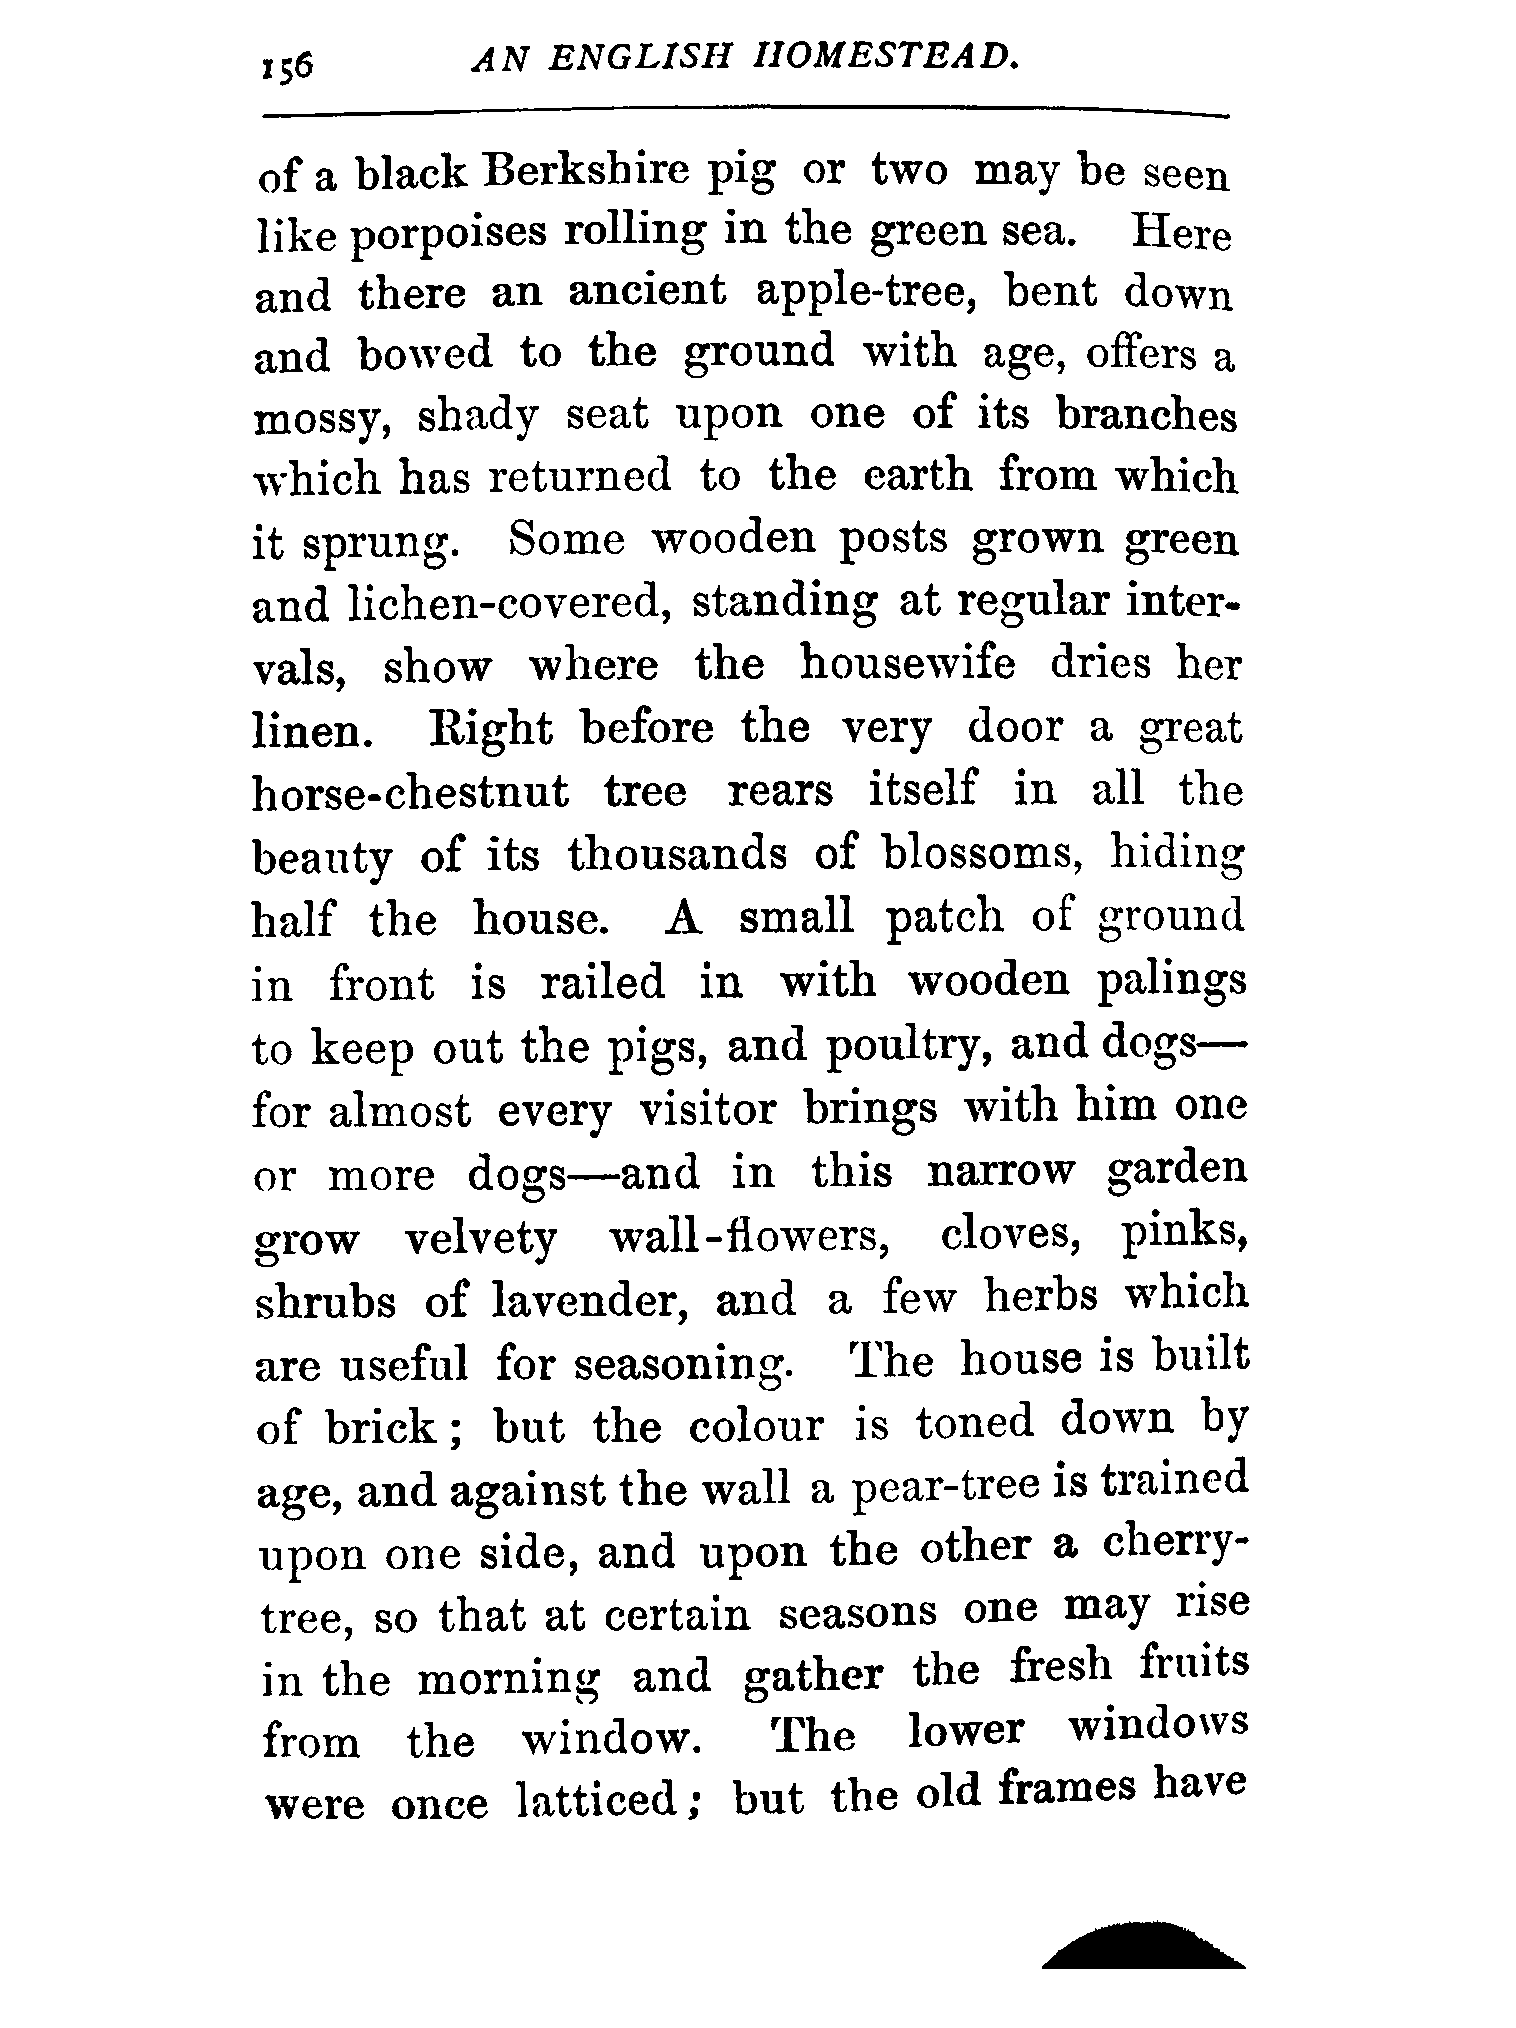 156 AN ENGLISH HOMESTEAD.
of a black Berkshire pig or two may be seen
like porpoises rolling in the green sea. Here
and there an ancient apple-tree, bent down
and bowed to the ground with age, offers a
mossy, shady seat upon one of its branches
which has returned to the earth from which
it sprung. Some wooden posts grown green
and lichen-covered, standing at regular inter-
vals, show where the housewife dries her
linen. Right before the very door a great
horse-chestnut tree rears itself in all the
beauty of its thousands of blossoms, hiding
half the house. A small patch of ground
in front is railed in with wooden palings
to keep out the pigs, and poultry, and dogs—
for almost every visitor brings with him one
or more dogs—and in this narrow garden
grow velvety wall-flowers, cloves, pinks,
shrubs of lavender, and a few herbs which
are useful for seasoning. The house is built
of brick; but the colour is toned down by
age, and against the wall a pear-tree is trained
upon one side, and upon the other a cherry-
tree, so that at certain seasons one may rise
in the morning and gather the fresh fruits
from the window. The lower windows
were once latticed; but the old frames have